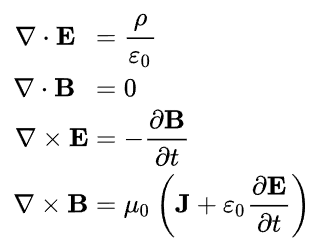 ∇ · 𝐄 = ρ/ε₀
∇ · 𝐁 = 0
∇ × 𝐄 = −∂𝐁/∂t
∇ × 𝐁 = μ₀ (𝐉 + ε₀ ∂𝐄/∂t)